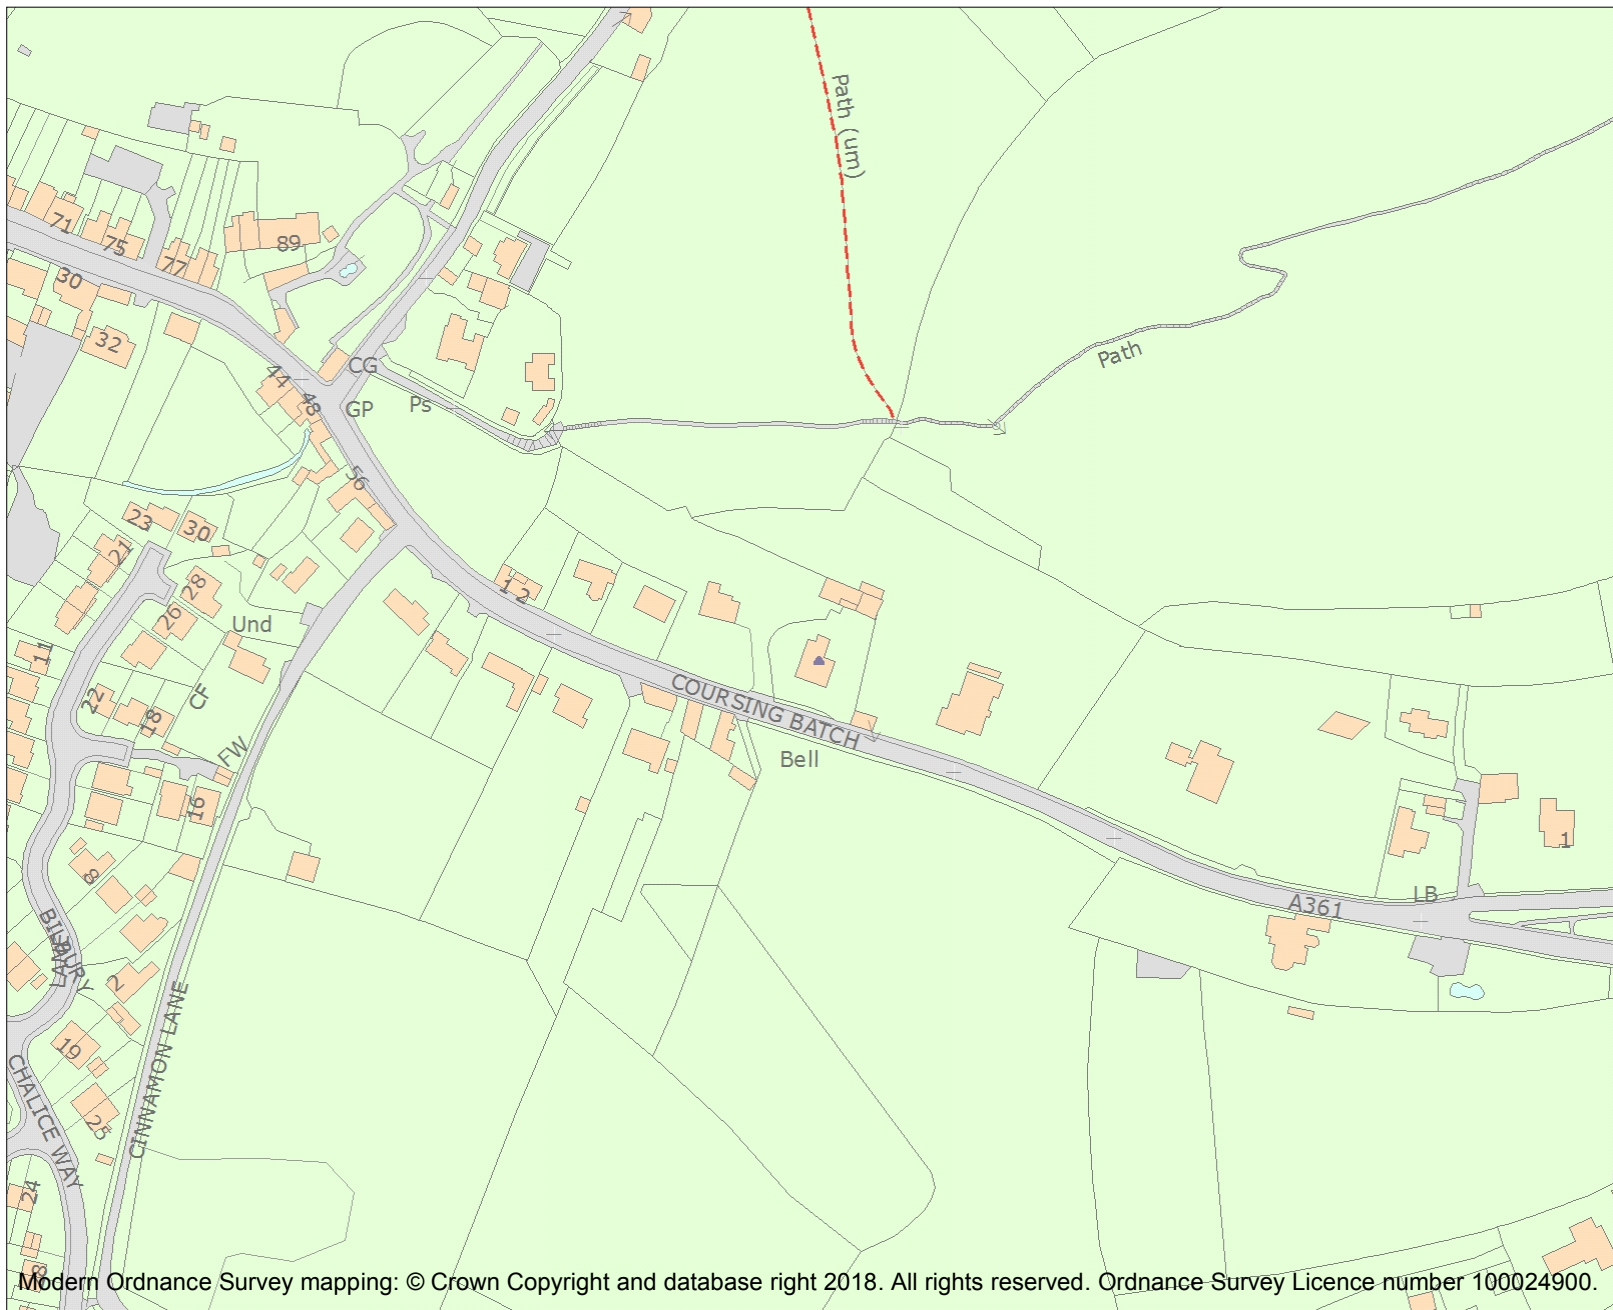 Path (um)
71
75
77
89
30
32
Path
CG
44
48
GP
Ps
56
23
30
21
28
1 2
26
Und
11
COURSING BATCH
22
CF
18
FW
Bell
16
1
8
LB
A361
BILBURY
LANE
2
CINNAMON LANE
19
CHALICE WAY
25
24
18
Modern Ordnance Survey mapping: © Crown Copyright and database right 2018. All rights reserved. Ordnance Survey Licence number 100024900.